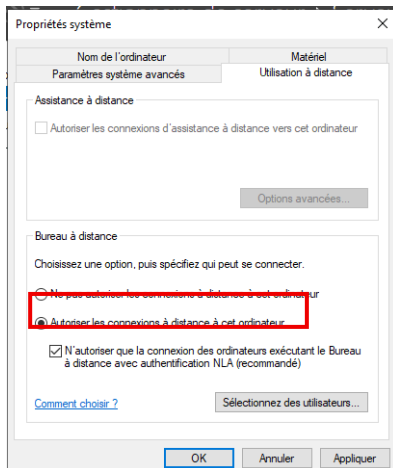 Propriétés système
Nom de l'ordinateur
Matériel
Paramètres système avancés
Utilisation à distance
Assistance à distance
Autoriser les connexions d'assistance à distance vers cet ordinateur
Options avancées...
Bureau à distance
Choisissez une option, puis spécifiez qui peut se connecter.
Ne pas autoriser les connexions à distance à cet ordinateur
Autoriser les connexions à distance à cet ordinateur
N'autoriser que la connexion des ordinateurs exécutant le Bureau
à distance avec authentification NLA (recommandé)
Comment choisir ?
Sélectionnez des utilisateurs...
OK
Annuler
Appliquer